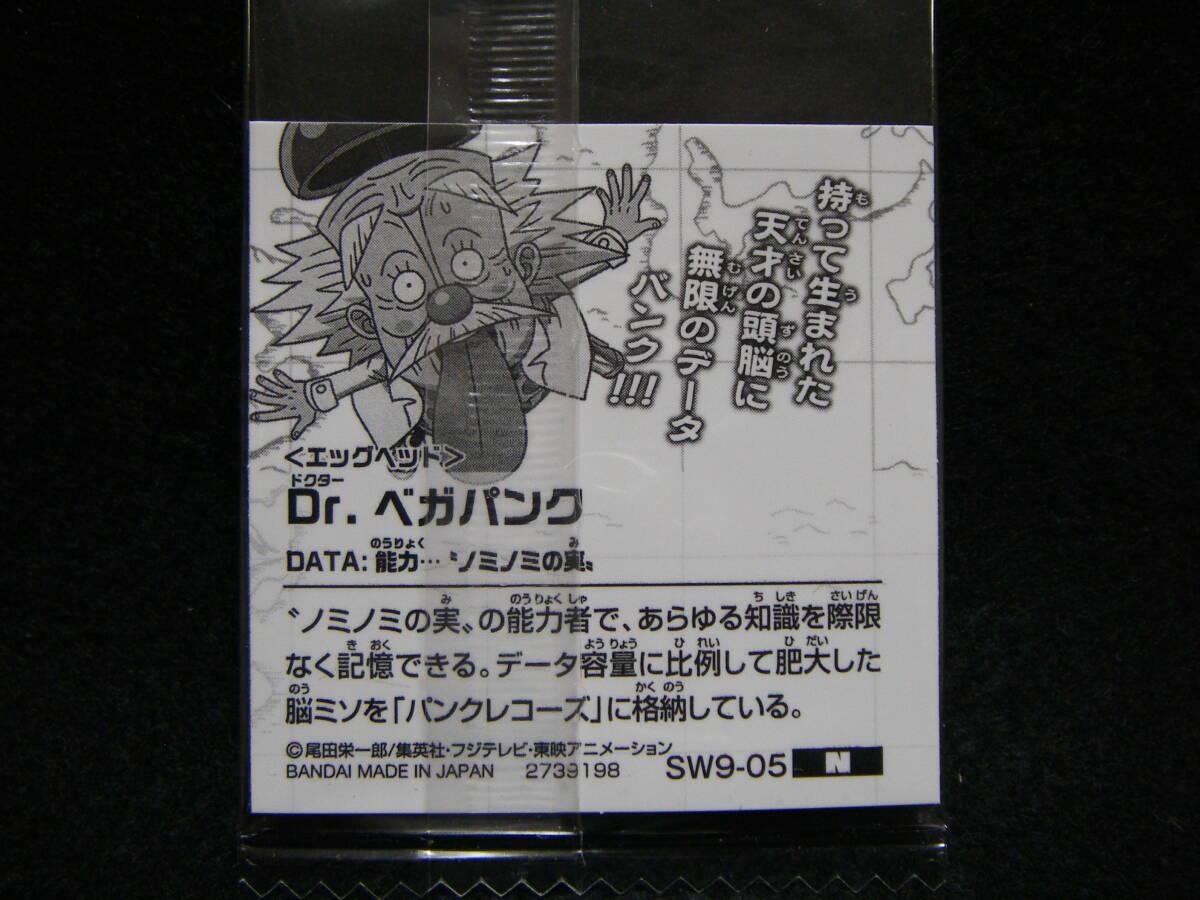 持って生まれた
天才の頭脳に
無限のデータ
バンク!!!
<エッグヘッド>
Dr. ベガパンク
DATA: 能力… 〝ノミノミの実〟
〝ノミノミの実〟の能力者で、あらゆる知識を際限
なく記憶できる。データ容量に比例して肥大した
脳ミソを「パンクレコーズ」に格納している。
©尾田栄一郎/集英社・フジテレビ・東映アニメーション
BANDAI MADE IN JAPAN 2739198 SW9-05 N